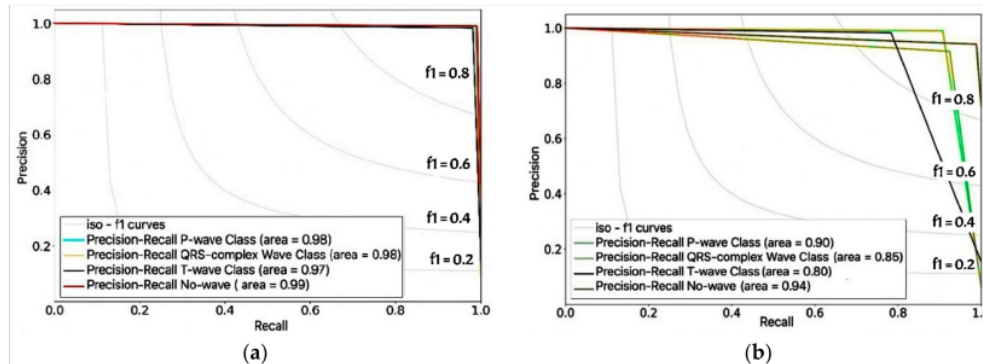 1.0
0.8
1.0
0.4
0.2
Precision
f1 = 0.8
f1 = 0.6
f1 = 0.4
f1 = 0.2
iso - f1 curves
Precision-Recall P-wave Class (area = 0.98)
Precision-Recall QRS-complex Wave Class (area = 0.98)
Precision-Recall T-wave Class (area = 0.97)
Precision-Recall No-wave ( area = 0.99)
0.0 0.2 0.4 0.6 0.8 1.0
Recall
(a)
1.0
0.8
1.0
0.4
0.2
Precision
f1 = 0.8
f1 = 0.6
f1 = 0.4
f1 = 0.2
iso - f1 curves
Precision-Recall P-wave Class (area = 0.90)
Precision-Recall QRS-complex Wave Class (area = 0.85)
Precision-Recall T-wave Class (area = 0.80)
Precision-Recall No-wave (area = 0.94)
0.0 0.2 0.4 0.6 0.8 1.0
Recall
(b)